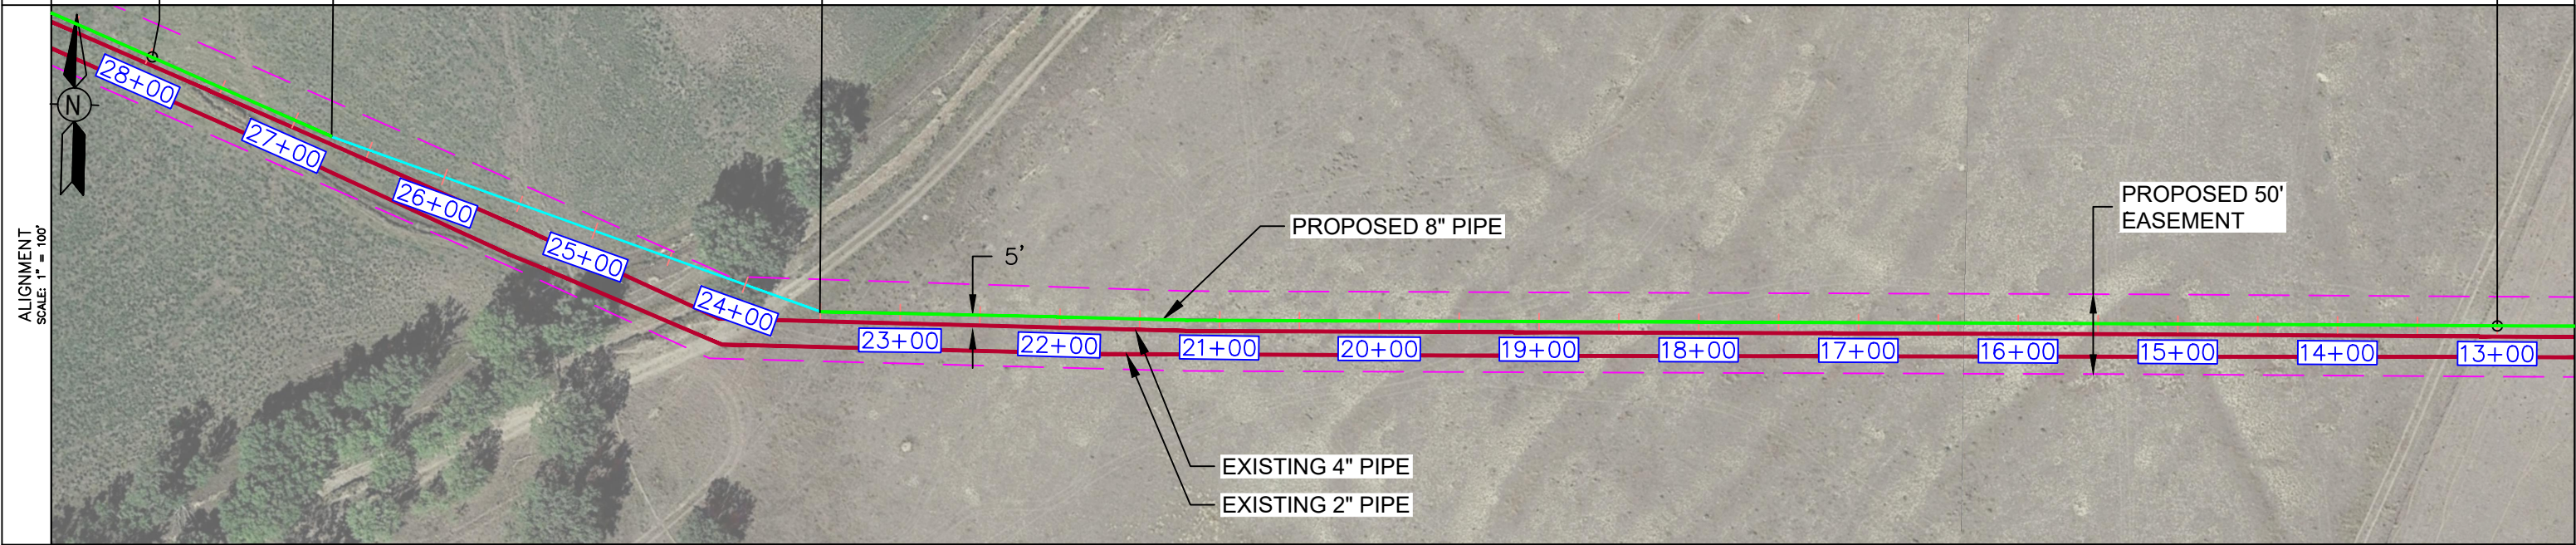 ALIGNMENT
SCALE: 1" = 100'
N
28+00
27+00
26+00
25+00
24+00
23+00
22+00
21+00
20+00
19+00
18+00
17+00
16+00
15+00
14+00
13+00
5'
PROPOSED 8" PIPE
PROPOSED 50'
EASEMENT
EXISTING 4" PIPE
EXISTING 2" PIPE